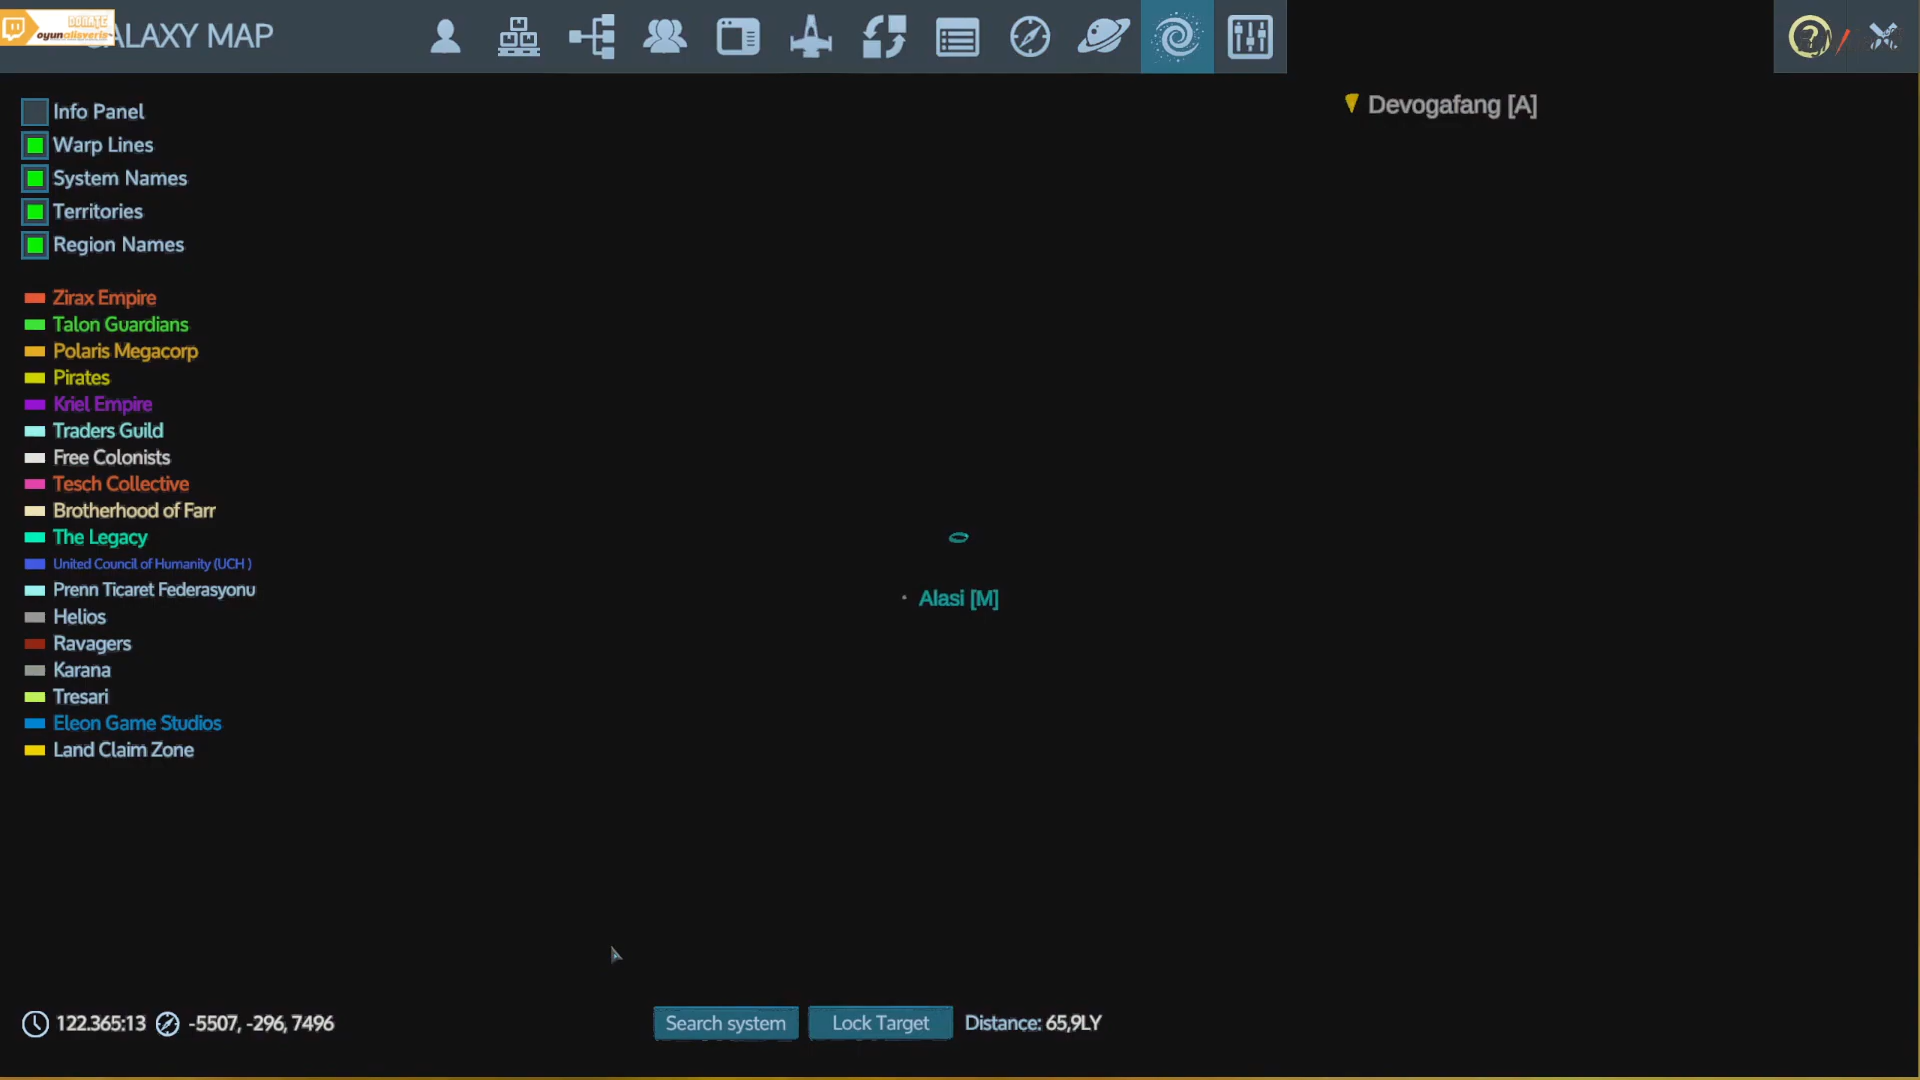 DONATE
oyunalisveris
GALAXY MAP
?
Devogafang [A]
Info Panel
Warp Lines
System Names
Territories
Region Names
Zirax Empire
Talon Guardians
Polaris Megacorp
Pirates
Kriel Empire
Traders Guild
Free Colonists
Tesch Collective
Brotherhood of Farr
The Legacy
United Council of Humanity (UCH )
Prenn Ticaret Federasyonu
Helios
Ravagers
Karana
Tresari
Eleon Game Studios
Land Claim Zone
Alasi [M]
122.365:13 -5507, -296, 7496
Search system
Lock Target
Distance: 65,9LY